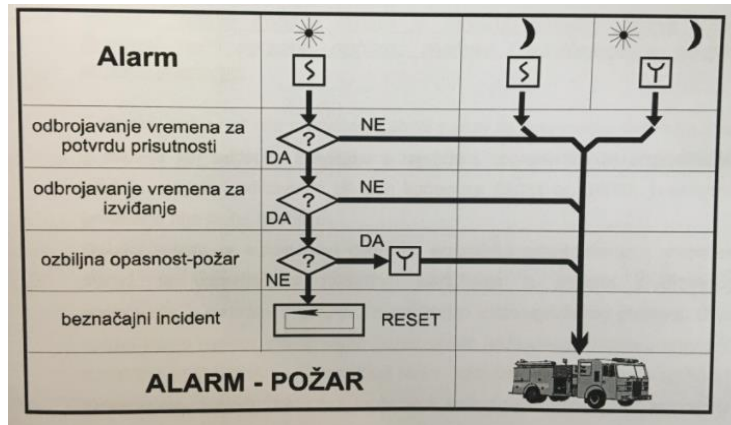 Alarm
odbrojavanje vremena za
potvrdu prisutnosti
?
NE
DA
odbrojavanje vremena za
izviđanje
?
NE
DA
ozbiljna opasnost-požar
?
DA
NE
beznačajni incident
RESET
ALARM - POŽAR